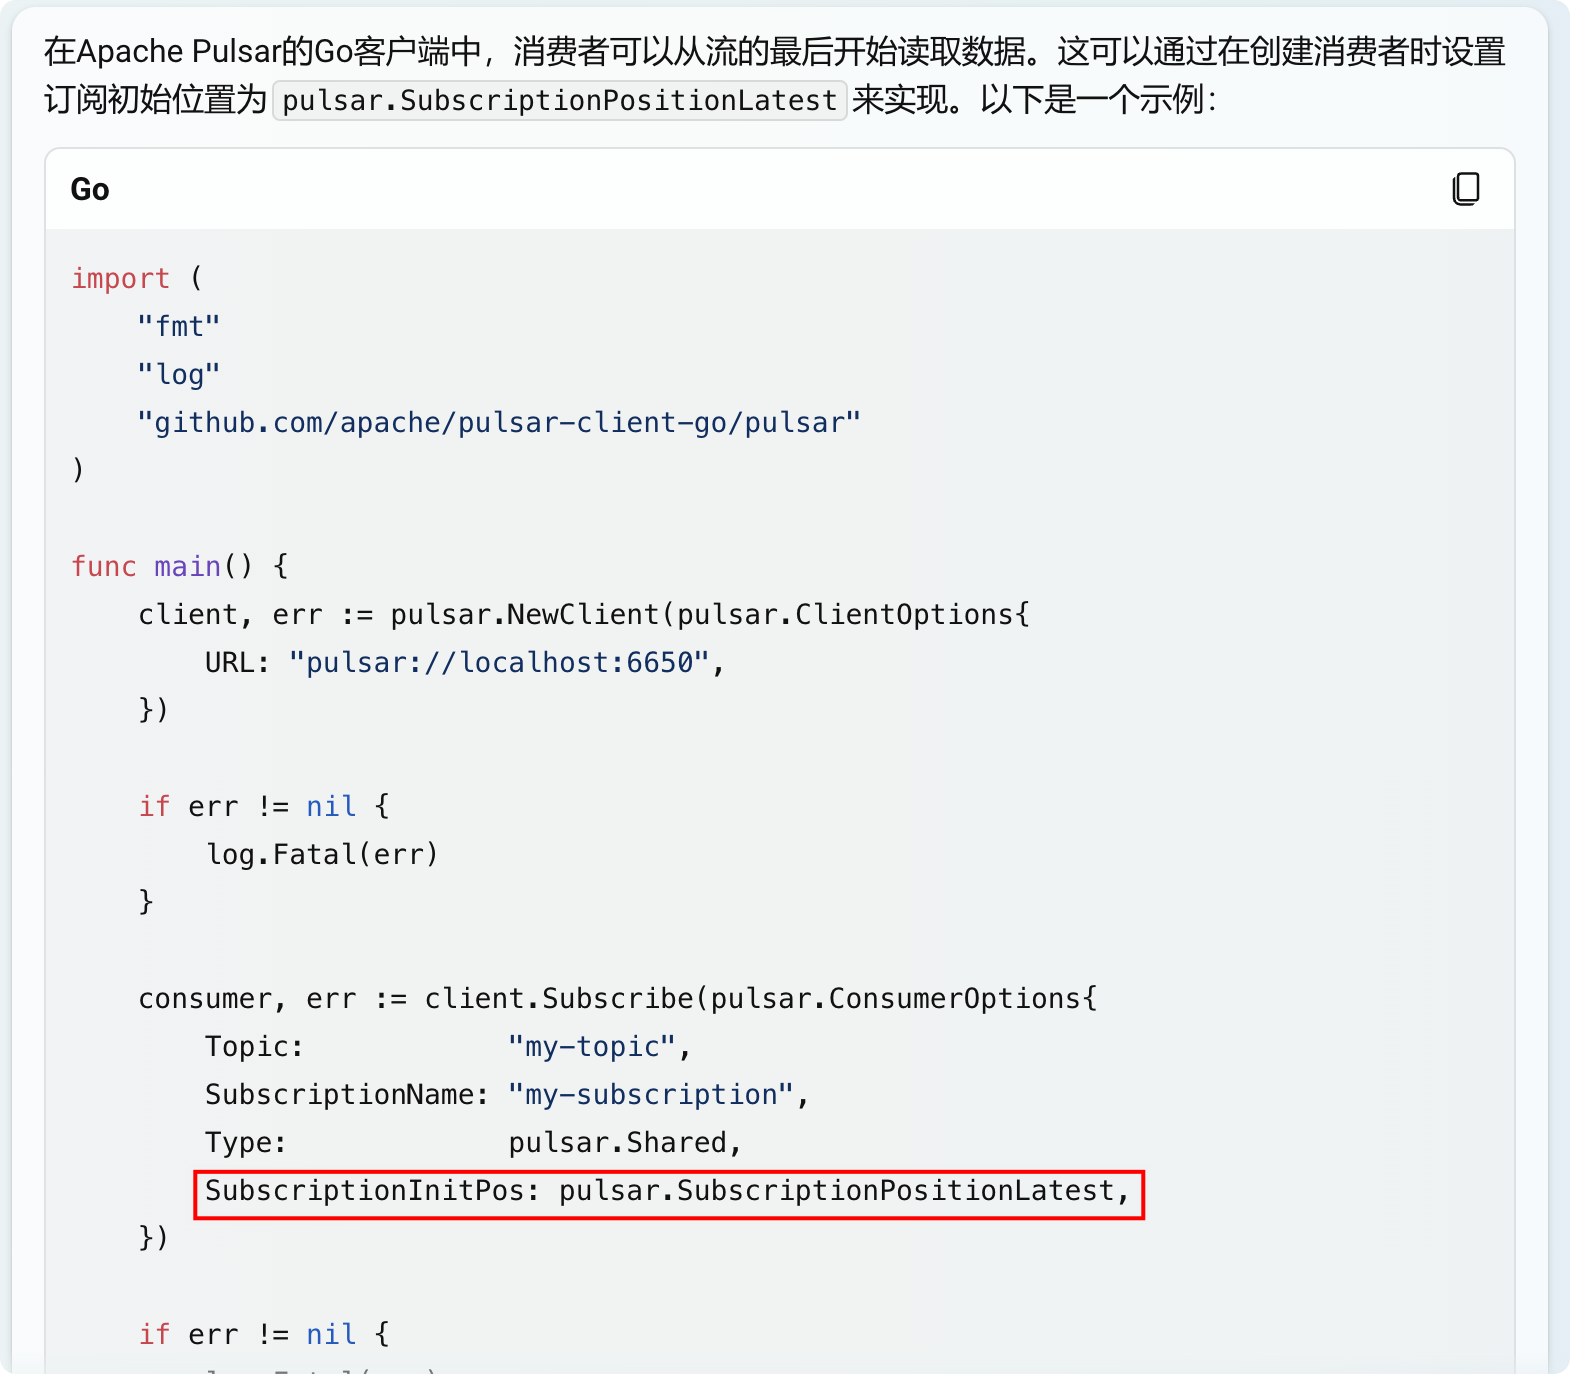 在Apache Pulsar的Go客户端中，消费者可以从流的最后开始读取数据。这可以通过在创建消费者时设置
订阅初始位置为 pulsar.SubscriptionPositionLatest 来实现。以下是一个示例：
Go
import (
    "fmt"
    "log"
    "github.com/apache/pulsar-client-go/pulsar"
)
func main() {
    client, err := pulsar.NewClient(pulsar.ClientOptions{
        URL: "pulsar://localhost:6650",
    })
    if err != nil {
        log.Fatal(err)
    }
    consumer, err := client.Subscribe(pulsar.ConsumerOptions{
        Topic:            "my-topic",
        SubscriptionName: "my-subscription",
        Type:             pulsar.Shared,
        SubscriptionInitPos: pulsar.SubscriptionPositionLatest,
    })
    if err != nil {